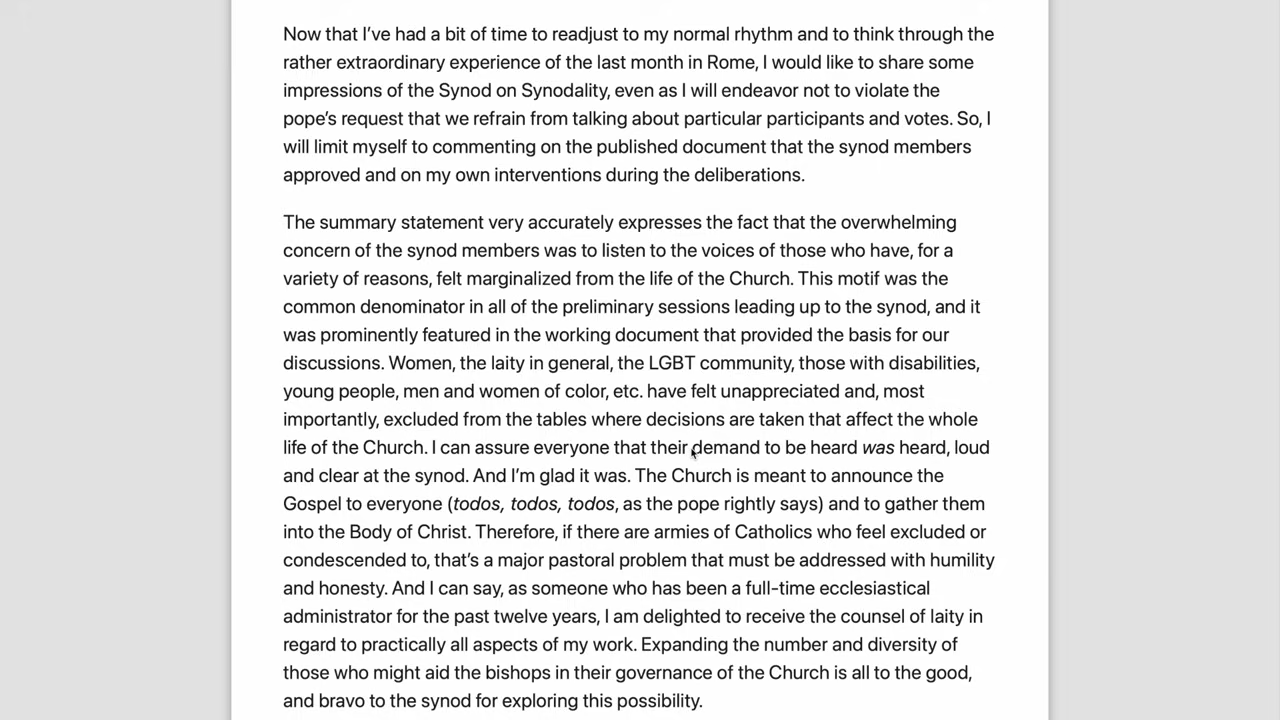 Now that I’ve had a bit of time to readjust to my normal rhythm and to think through the
rather extraordinary experience of the last month in Rome, I would like to share some
impressions of the Synod on Synodality, even as I will endeavor not to violate the
pope’s request that we refrain from talking about particular participants and votes. So, I
will limit myself to commenting on the published document that the synod members
approved and on my own interventions during the deliberations.
The summary statement very accurately expresses the fact that the overwhelming
concern of the synod members was to listen to the voices of those who have, for a
variety of reasons, felt marginalized from the life of the Church. This motif was the
common denominator in all of the preliminary sessions leading up to the synod, and it
was prominently featured in the working document that provided the basis for our
discussions. Women, the laity in general, the LGBT community, those with disabilities,
young people, men and women of color, etc. have felt unappreciated and, most
importantly, excluded from the tables where decisions are taken that affect the whole
life of the Church. I can assure everyone that their demand to be heard was heard, loud
and clear at the synod. And I’m glad it was. The Church is meant to announce the
Gospel to everyone (todos, todos, todos, as the pope rightly says) and to gather them
into the Body of Christ. Therefore, if there are armies of Catholics who feel excluded or
condescended to, that’s a major pastoral problem that must be addressed with humility
and honesty. And I can say, as someone who has been a full-time ecclesiastical
administrator for the past twelve years, I am delighted to receive the counsel of laity in
regard to practically all aspects of my work. Expanding the number and diversity of
those who might aid the bishops in their governance of the Church is all to the good,
and bravo to the synod for exploring this possibility.